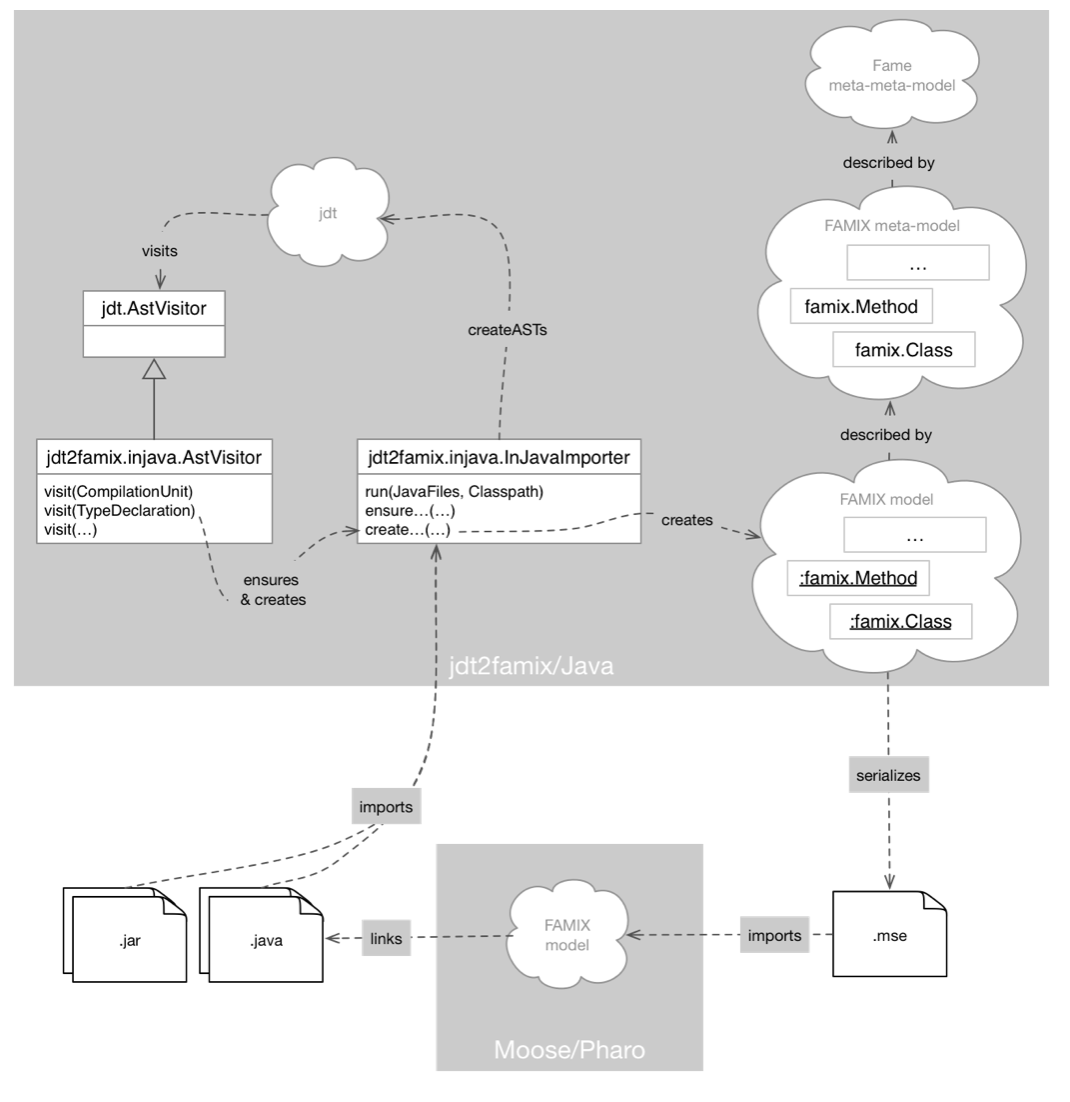 Fame
meta-meta-model
described by
jdt
FAMIX meta-model
visits
...
jdt.AstVisitor
famix.Method
createASTs
famix.Class
described by
jdt2famix.injava.AstVisitor
visit(CompilationUnit)
visit(TypeDeclaration)
visit(...)
jdt2famix.injava.InJavaImporter
run(JavaFiles, Classpath)
ensure...(...)
create...(...)
creates
FAMIX model
...
:famix.Method
:famix.Class
ensures
& creates
jdt2famix/Java
serializes
imports
.jar
.java
links
FAMIX
model
imports
.mse
Moose/Pharo